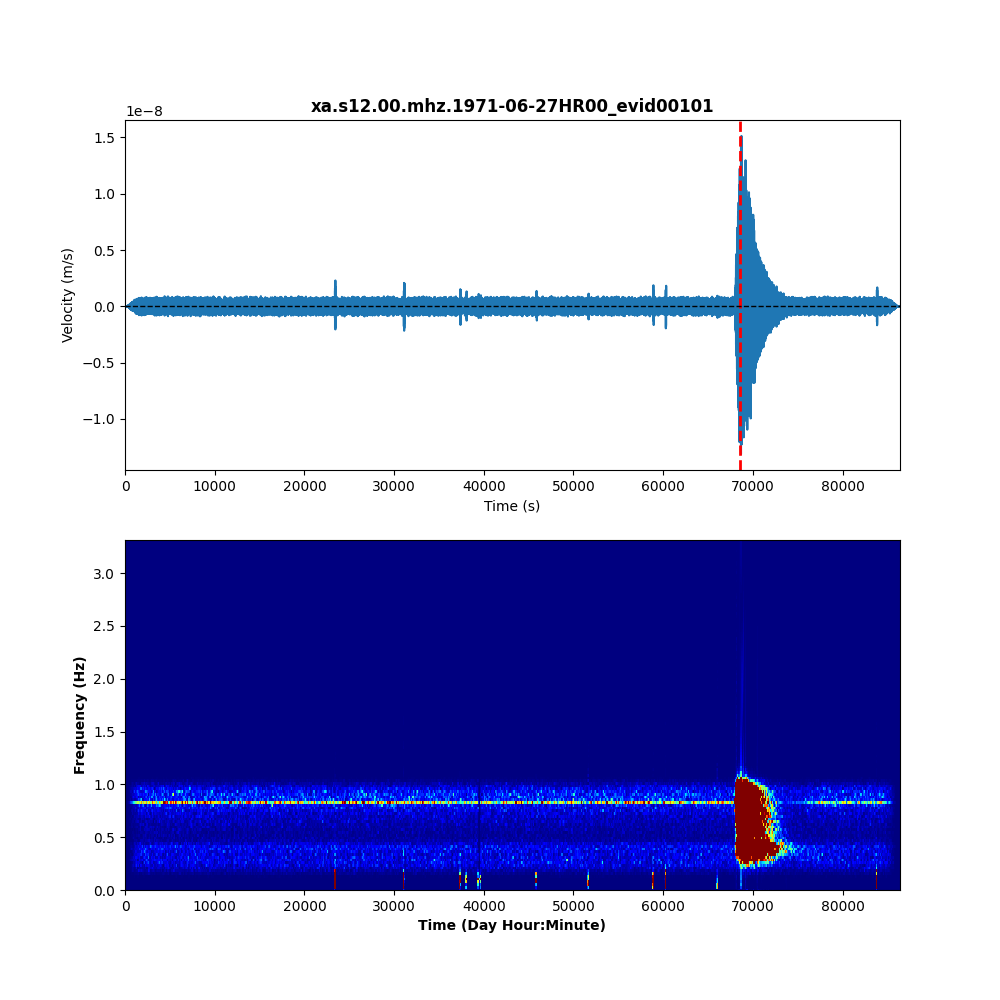 xa.s12.00.mhz.1971-06-27HR00_evid00101
1e−8
1.5
1.0
0.5
0.0
−0.5
−1.0
Velocity (m/s)
0 10000 20000 30000 40000 50000 60000 70000 80000
Time (s)
3.0
2.5
2.0
1.5
1.0
0.5
0.0
Frequency (Hz)
0 10000 20000 30000 40000 50000 60000 70000 80000
Time (Day Hour:Minute)